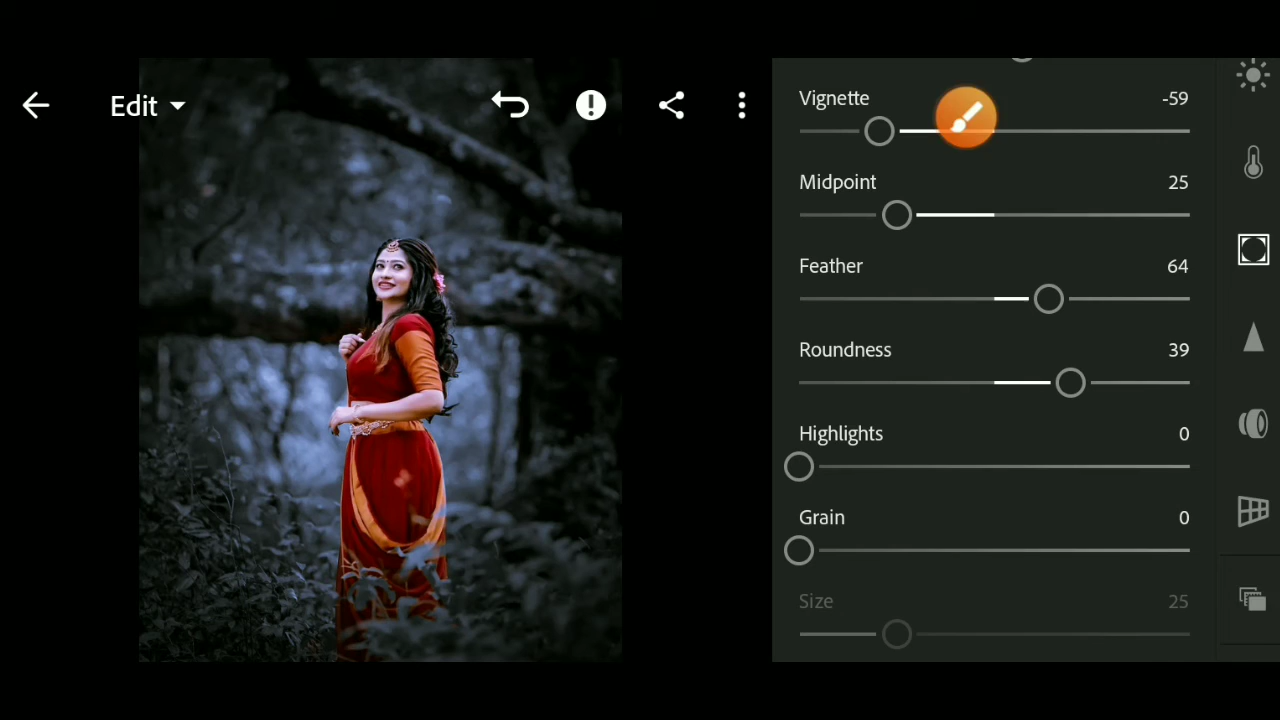 Edit
Vignette -59
Midpoint 25
Feather 64
Roundness 39
Highlights 0
Grain 0
Size 25